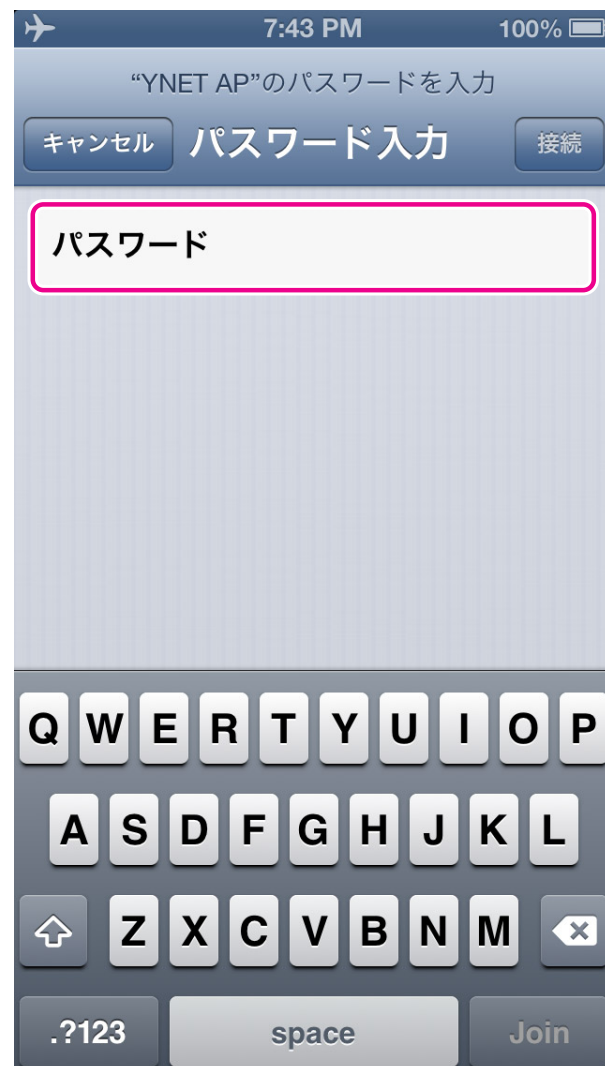 7:43 PM 100%
“YNET AP”のパスワードを入力
キャンセル パスワード入力 接続
パスワード
Q W E R T Y U I O P
A S D F G H J K L
Z X C V B N M
.?123 space Join